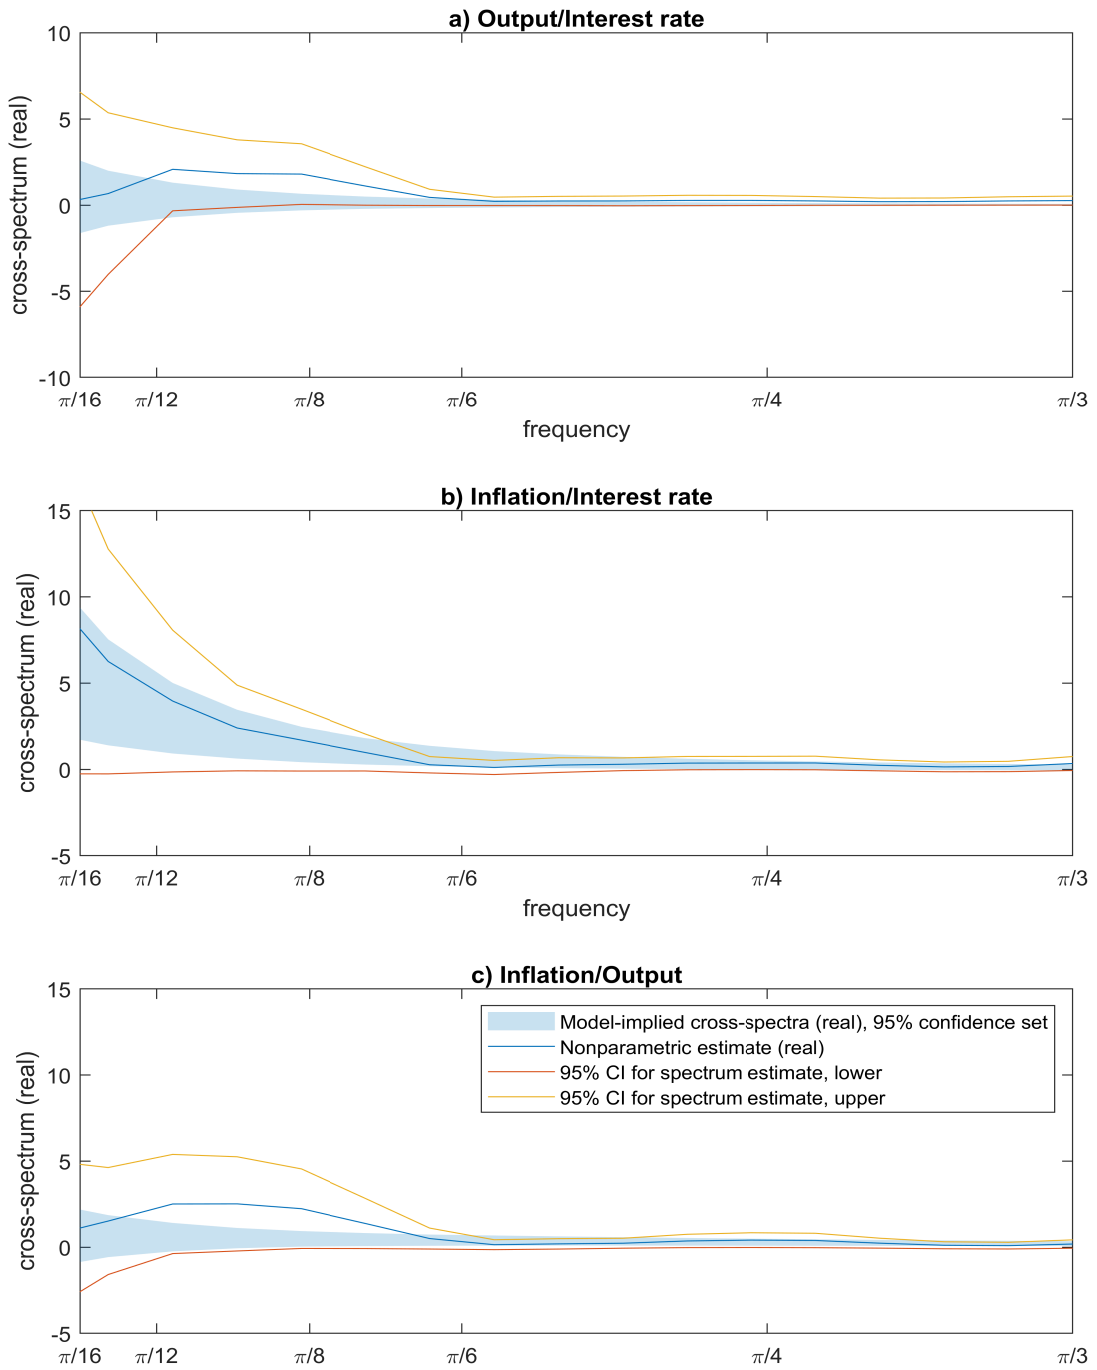 a) Output/Interest rate
10
5
0
-5
-10
cross-spectrum (real)
π/16 π/12 π/8 π/6 π/4 π/3
frequency
b) Inflation/Interest rate
15
10
5
0
-5
cross-spectrum (real)
π/16 π/12 π/8 π/6 π/4 π/3
frequency
c) Inflation/Output
15
10
5
0
-5
cross-spectrum (real)
Model-implied cross-spectra (real), 95% confidence set
Nonparametric estimate (real)
95% CI for spectrum estimate, lower
95% CI for spectrum estimate, upper
π/16 π/12 π/8 π/6 π/4 π/3